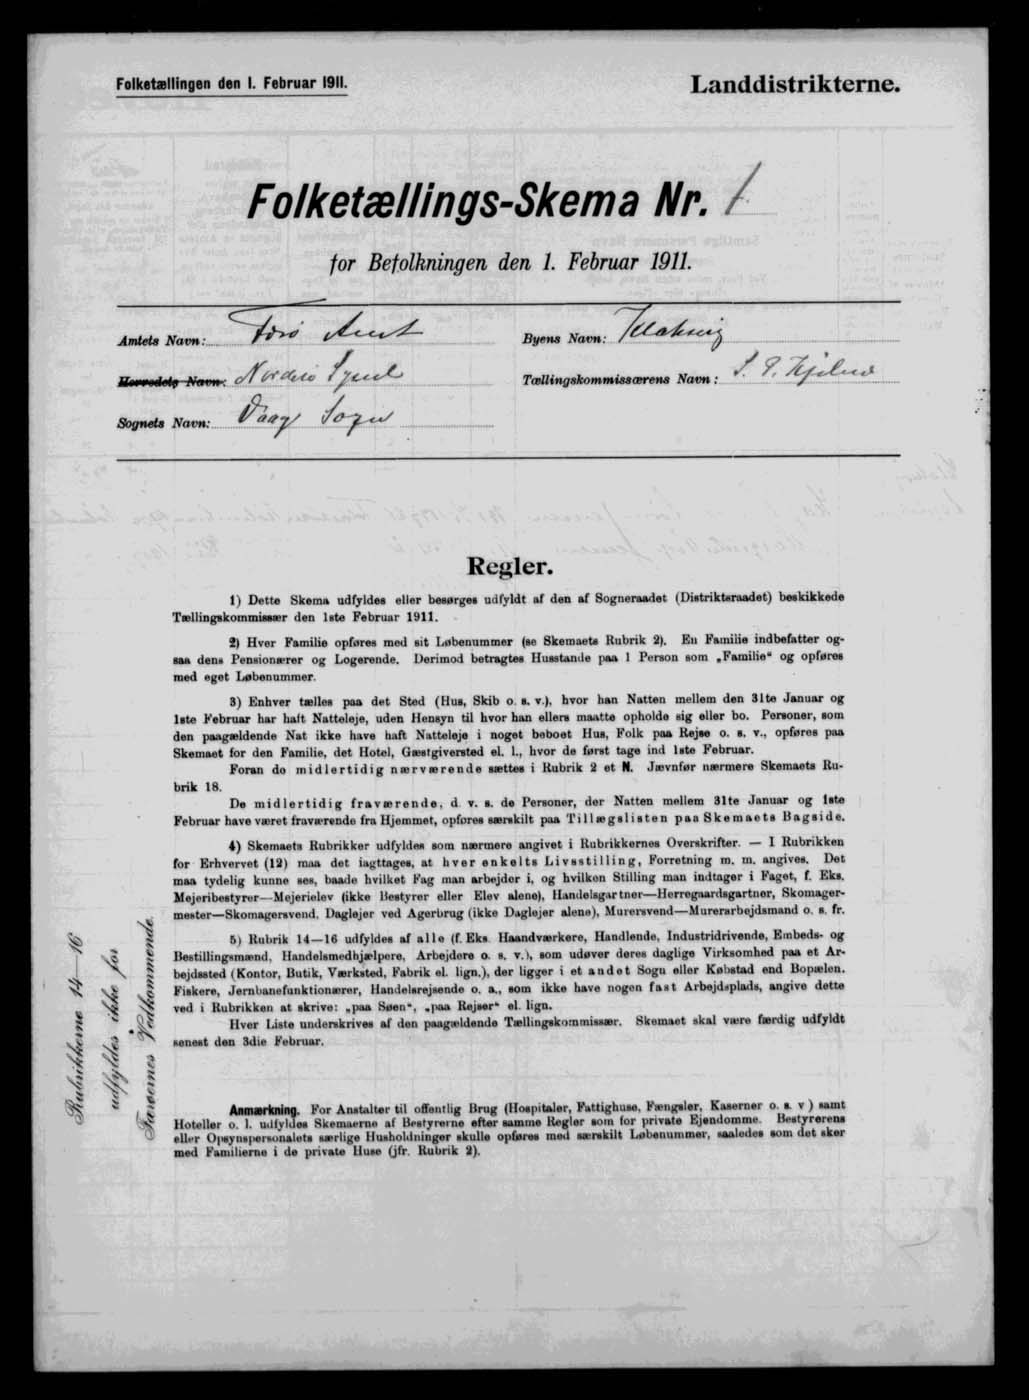 Folketællingen den 1. Februar 1911.
Landdistrikterne.
Folketællings-Skema Nr. 1
for Befolkningen den 1. Februar 1911.
Amtets Navn: Færø Amt
Byens Navn: Klaksvig
Herredets Navn: Norderø Syssel
Tællingskommissærens Navn: S. P.
Sognets Navn: Vaag Sogn
Regler.
1) Dette Skema udfyldes eller besørges udfyldt af den af Sogneraadet (Distriktsraadet) beskikkede
Tællingskommissær den 1ste Februar 1911.
2) Hver Familie opføres med sit Løbenummer (se Skemaets Rubrik 2). En Familie indbefatter og-
saa dens Pensionærer og Logerende. Derimod betragtes Husstande paa 1 Person som „Familie“ og opføres
med eget Løbenummer.
3) Enhver tælles paa det Sted (Hus, Skib o. s. v.), hvor han Natten mellem den 31te Januar og
1ste Februar har haft Natteleje, uden Hensyn til hvor han ellers maatte opholde sig eller bo. Personer, som
den paagældende Nat ikke have haft Natteleje i noget beboet Hus, Folk paa Rejse o. s. v., opføres paa
Skemaet for den Familie, det Hotel, Gæstgiversted el. l., hvor de først tage ind 1ste Februar.
Foran de midlertidig nærværende sættes i Rubrik 2 et N. Jævnfør nærmere Skemaets Ru-
brik 18.
De midlertidig fraværende, d. v. s. de Personer, der Natten mellem 31te Januar og 1ste
Februar have været fraværende fra Hjemmet, opføres særskilt paa Tillægslisten paa Skemaets Bagside.
4) Skemaets Rubrikker udfyldes som nærmere angivet i Rubrikkernes Overskrifter. — I Rubrikken
for Erhvervet (12) maa det iagttages, at hver enkelts Livsstilling, Forretning m. m. angives. Det
maa tydelig kunne ses, baade hvilket Fag man arbejder i, og hvilken Stilling man indtager i Faget, f. Eks.
Mejeribestyrer—Mejerielev (ikke Bestyrer eller Elev alene), Handelsgartner—Herregaardsgartner, Skomager-
mester—Skomagersvend, Daglejer ved Agerbrug (ikke Daglejer alene), Murersvend—Murerarbejdsmand o. s. fr.
5) Rubrik 14—16 udfyldes af alle (f. Eks. Haandværkere, Handlende, Industridrivende, Embeds- og
Bestillingsmænd, Handelsmedhjælpere, Arbejdere o. s. v.), som udøver deres daglige Virksomhed paa et Ar-
bejdssted (Kontor, Butik, Værksted, Fabrik el. lign.), der ligger i et andet Sogn eller Købstad end Bopælen.
Fiskere, Jernbanefunktionærer, Handelsrejsende o. a., som ikke have nogen fast Arbejdsplads, angive dette
ved i Rubrikken at skrive: „paa Søen“, „paa Rejser“ el. lign.
Hver Liste underskrives af den paagældende Tællingskommissær. Skemaet skal være færdig udfyldt
senest den 3die Februar.
Rubrikkerne 14—16
udfyldes ikke for
Færøernes Vedkommende.
Anmærkning. For Anstalter til offentlig Brug (Hospitaler, Fattighuse, Fængsler, Kaserner o. s. v) samt
Hoteller o. l. udfyldes Skemaerne af Bestyrerne efter samme Regler som for private Ejendomme. Bestyrerens
eller Opsynspersonalets særlige Husholdninger skulle opføres med særskilt Løbenummer, saaledes som det sker
med Familierne i de private Huse (jfr. Rubrik 2).